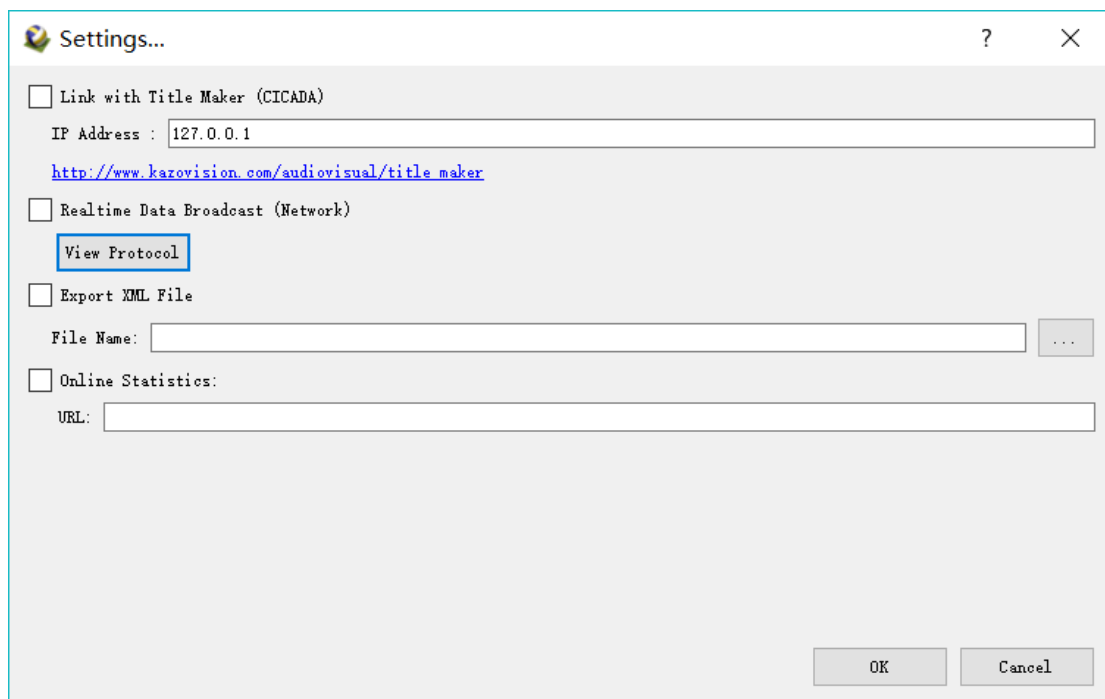 Settings...
?
Link with Title Maker (CICADA)
IP Address : 127.0.0.1
http://www.kazovision.com/audiovisual/title maker
Realtime Data Broadcast (Network)
View Protocol
Export XML File
File Name:
...
Online Statistics:
URL:
OK
Cancel